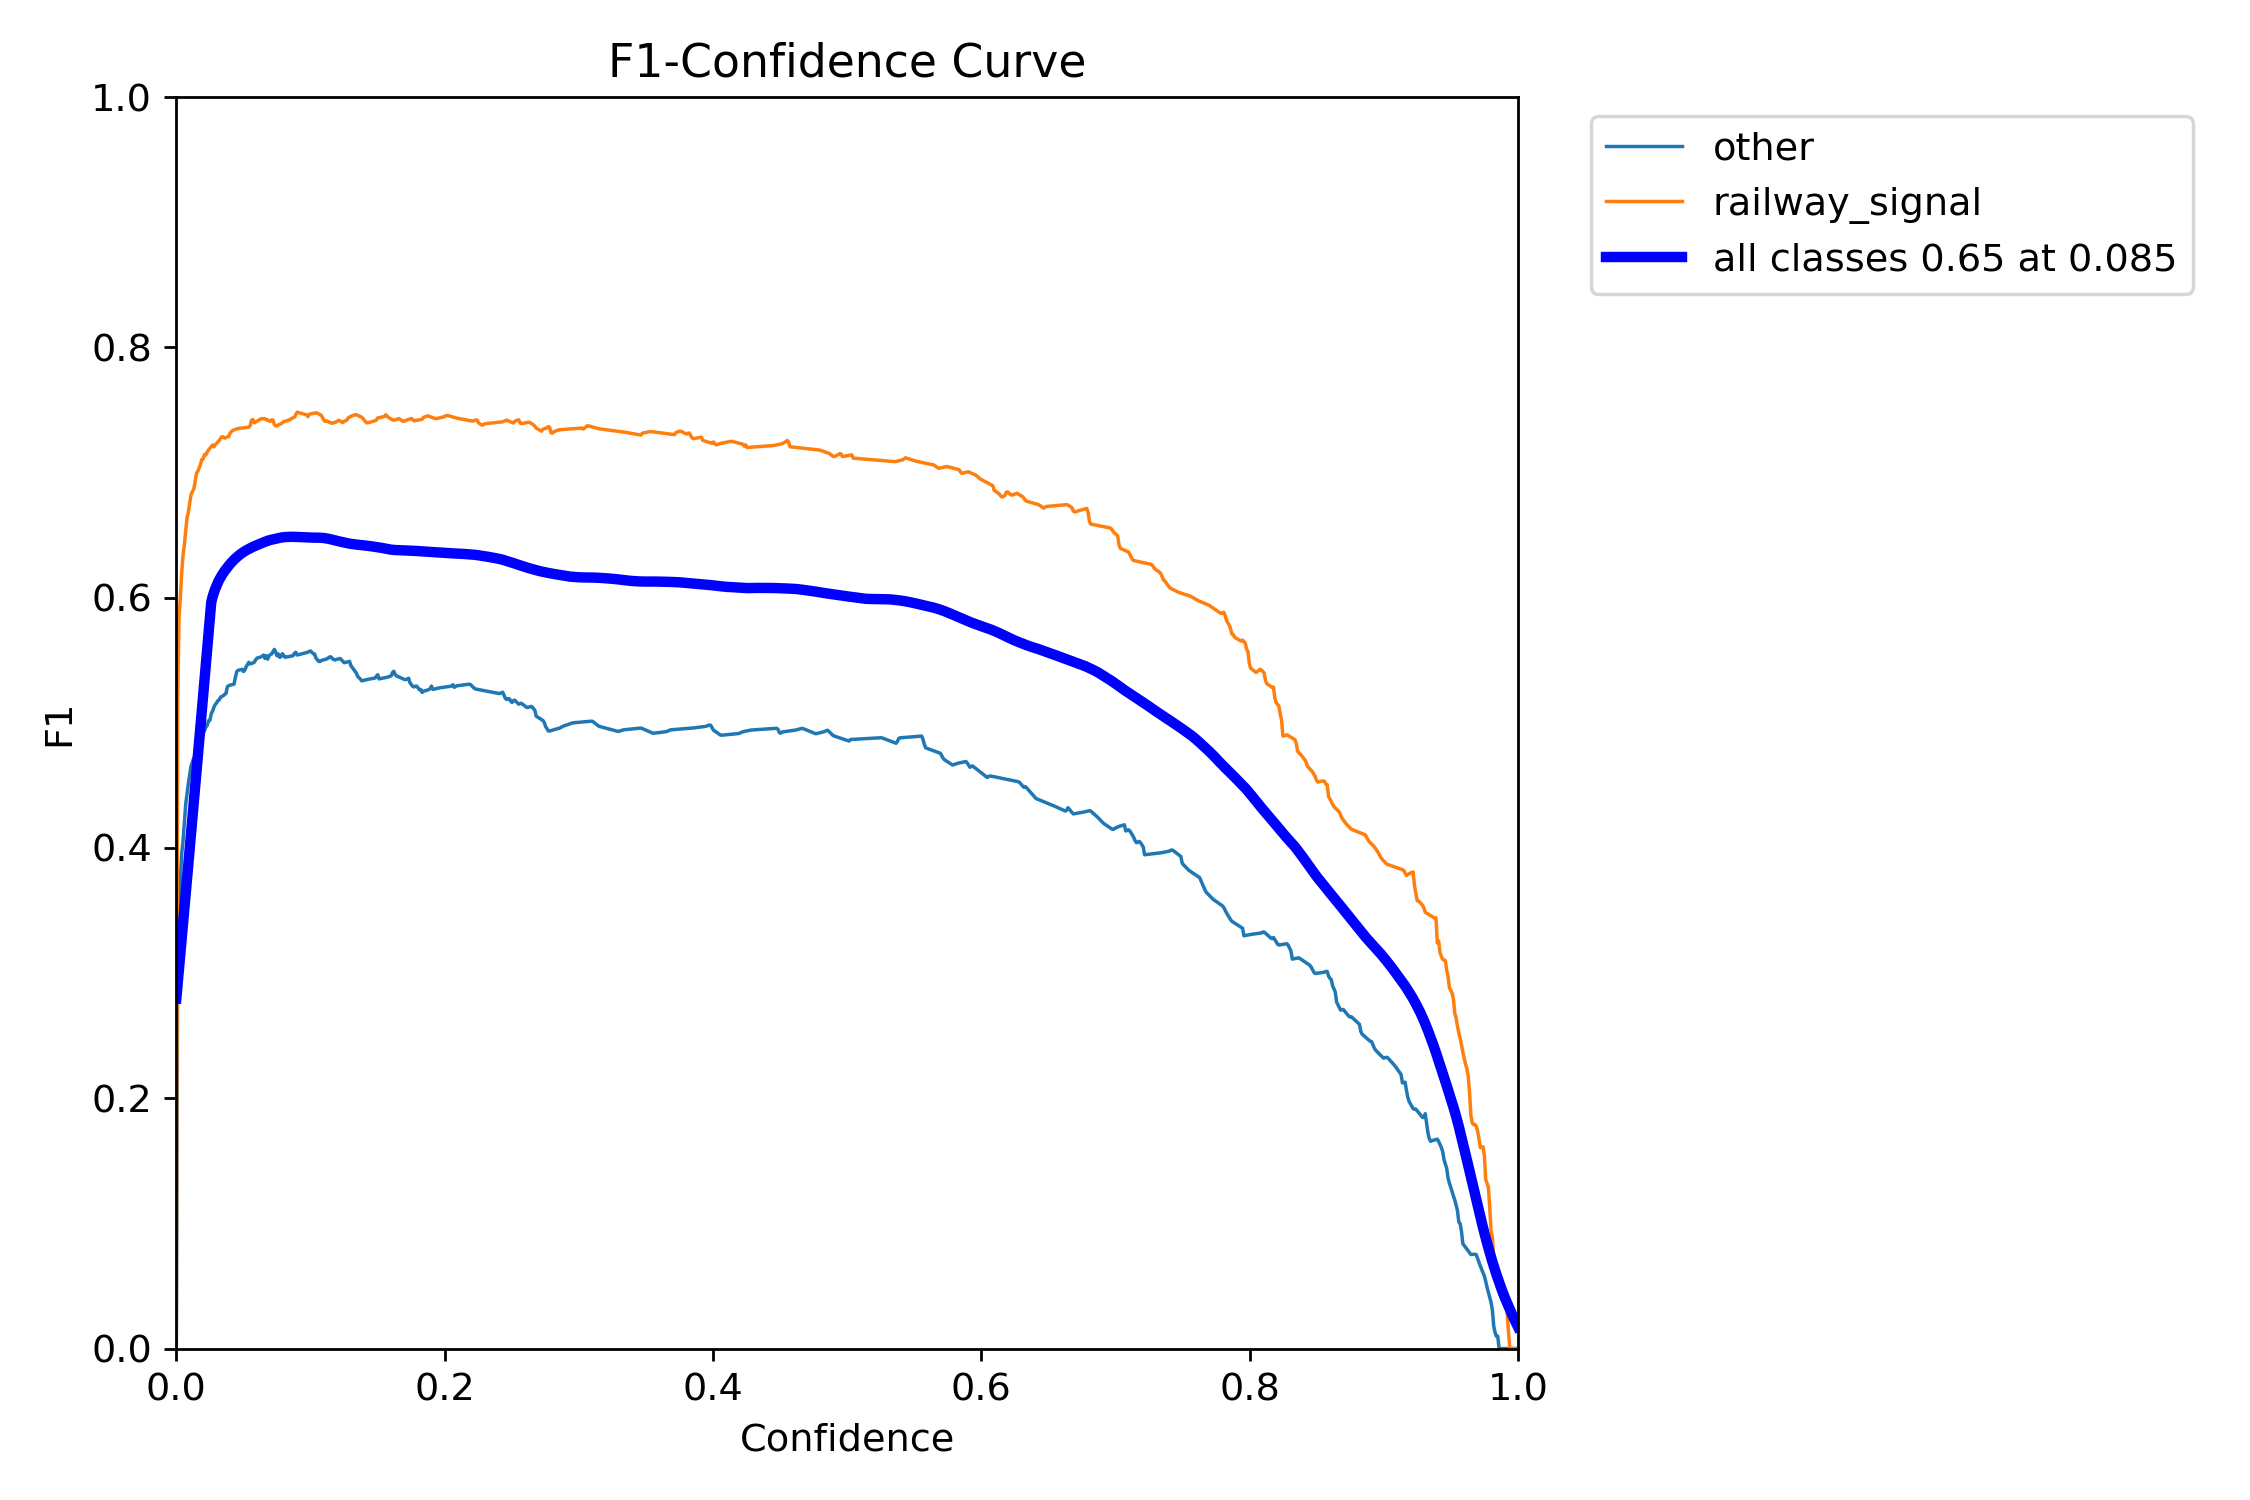 F1-Confidence Curve
1.0
0.8
0.6
0.4
0.2
0.0
F1
0.0 0.2 0.4 0.6 0.8 1.0
Confidence
other
railway_signal
all classes 0.65 at 0.085